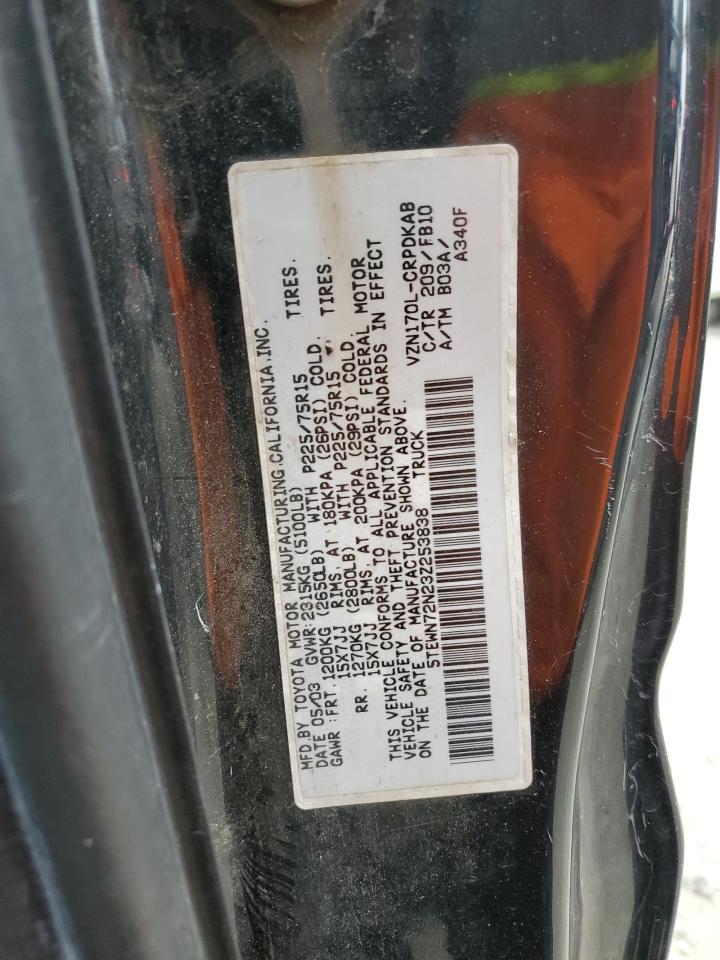 MFD BY TOYOTA MOTOR MANUFACTURING,CALIFORNIA,INC.
DATE 05/03 GVWR:2315KG (5100LB)
GAWR :FRT.1200KG (2650LB) WITH P225/75R15 TIRES.
15X7JJ RIMS, AT 180KPA (26PSI) COLD.
RR. 1270KG (2800LB) WITH P225/75R15 TIRES.
15X7JJ RIMS, AT 200KPA (29PSI) COLD.
THIS VEHICLE CONFORMS TO ALL APPLICABLE FEDERAL MOTOR
VEHICLE SAFETY AND THEFT PREVENTION STANDARDS IN EFFECT
ON THE DATE OF MANUFACTURE SHOWN ABOVE.
5TEWN72N23Z253838 TRUCK
VZN170L-CRPDKAB
C/TR 209/FB10
A/TM B03A/
A340F